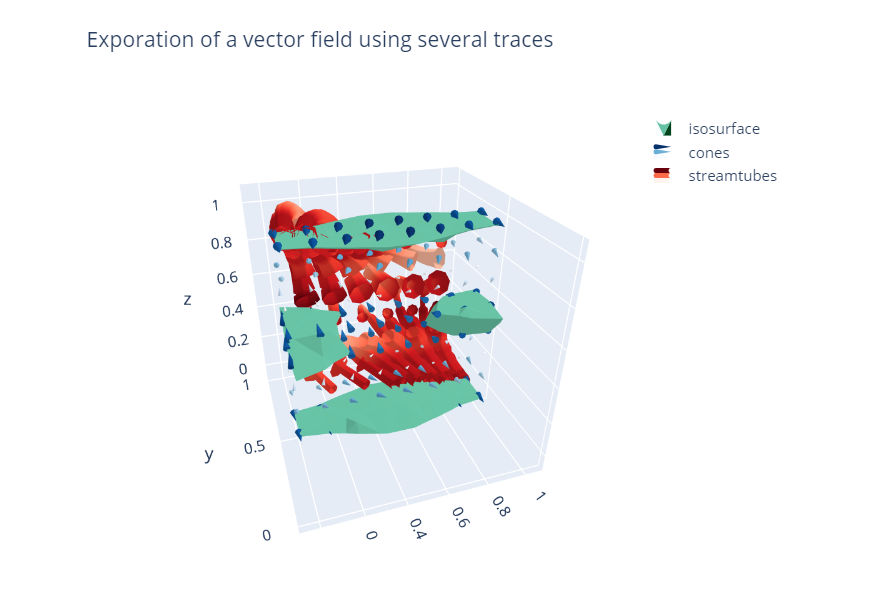 Exporation of a vector field using several traces
isosurface
cones
streamtubes
1
0.8
0.6
z
0.4
0.2
0
1
y
0.5
0
0
0.4
0.6
0.8
1